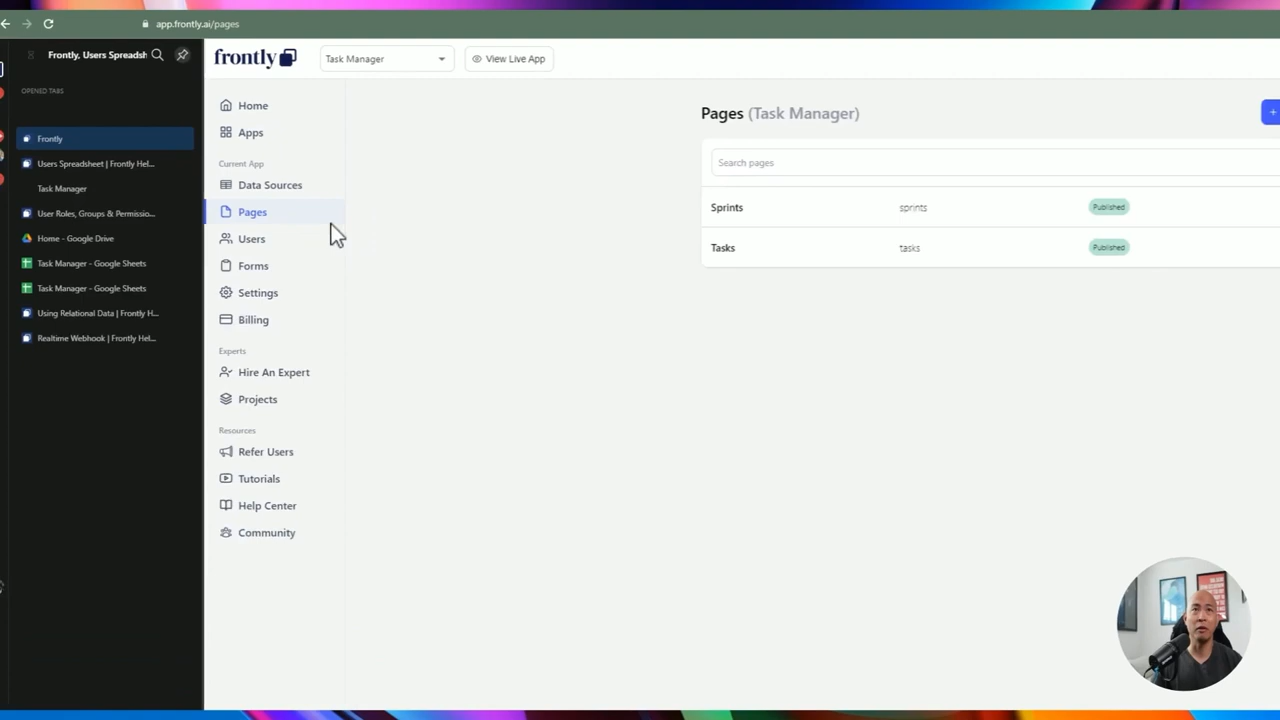 app.frontly.ai/pages
Frontly, Users Spreadsh
OPENED TABS
Frontly
Users Spreadsheet | Frontly Hel...
Task Manager
User Roles, Groups & Permissio...
Home - Google Drive
Task Manager - Google Sheets
Task Manager - Google Sheets
Using Relational Data | Frontly H...
Realtime Webhook | Frontly Hel...
frontly
Task Manager
View Live App
Home
Apps
Current App
Data Sources
Pages
Users
Forms
Settings
Billing
Experts
Hire An Expert
Projects
Resources
Refer Users
Tutorials
Help Center
Community
Pages (Task Manager)
+
Search pages
Sprints sprints Published
Tasks tasks Published